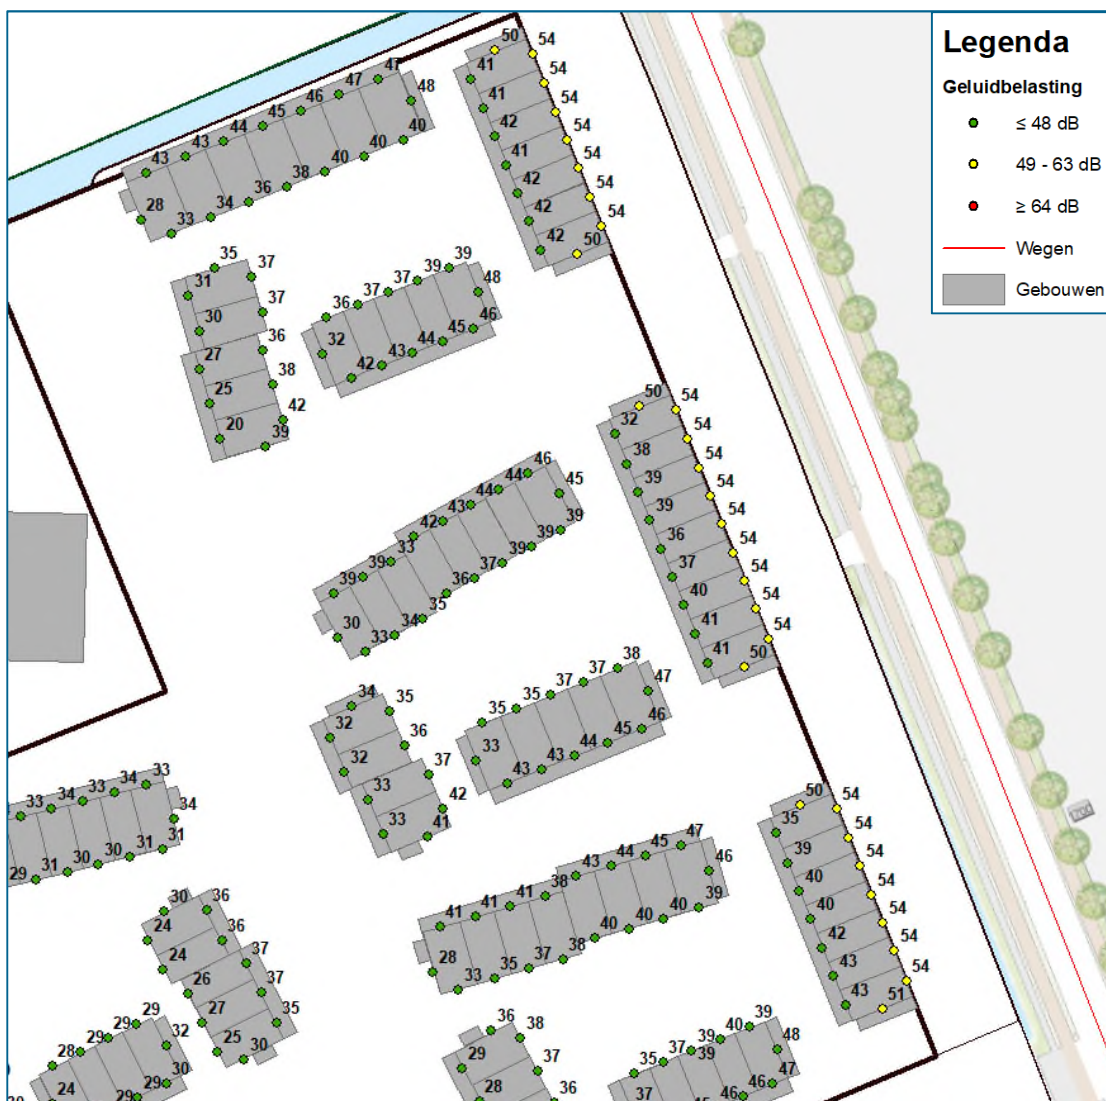 Legenda
Geluidbelasting
≤ 48 dB
49 - 63 dB
≥ 64 dB
Wegen
Gebouwen
50 54
41 54
41 54
42 54
41 54
42 54
42 54
42 50
43 43 44 45 46 47 47 48
28 33 34 36 38 40 40 40
35 37
31 37
30 36
27 38
25 42
20 39
36 37 37 39 39 48
32 42 43 44 45 46
50 54
32 54
38 54
39 54
39 54
36 54
37 54
40 54
41 54
41 50
39 39 33 42 43 44 44 46 45
30 33 34 35 36 37 39 39
34 35
32 36
32 37
33 42
33 41
35 35 37 37 38 47
33 43 43 44 45 46
33 34 33 34 33 34
29 31 30 30 31 31
50 54
35 54
39 54
40 54
40 54
42 54
43 54
43 51
41 41 41 38 43 44 45 47 46
28 33 35 37 38 40 40 40 39
30 36
24 36
24 37
26 37
27 35
25 30
28 29 29 29 32
24 29 30
36 38
29 37
28 36
35 37 39 39 40 39 48
46 46 47